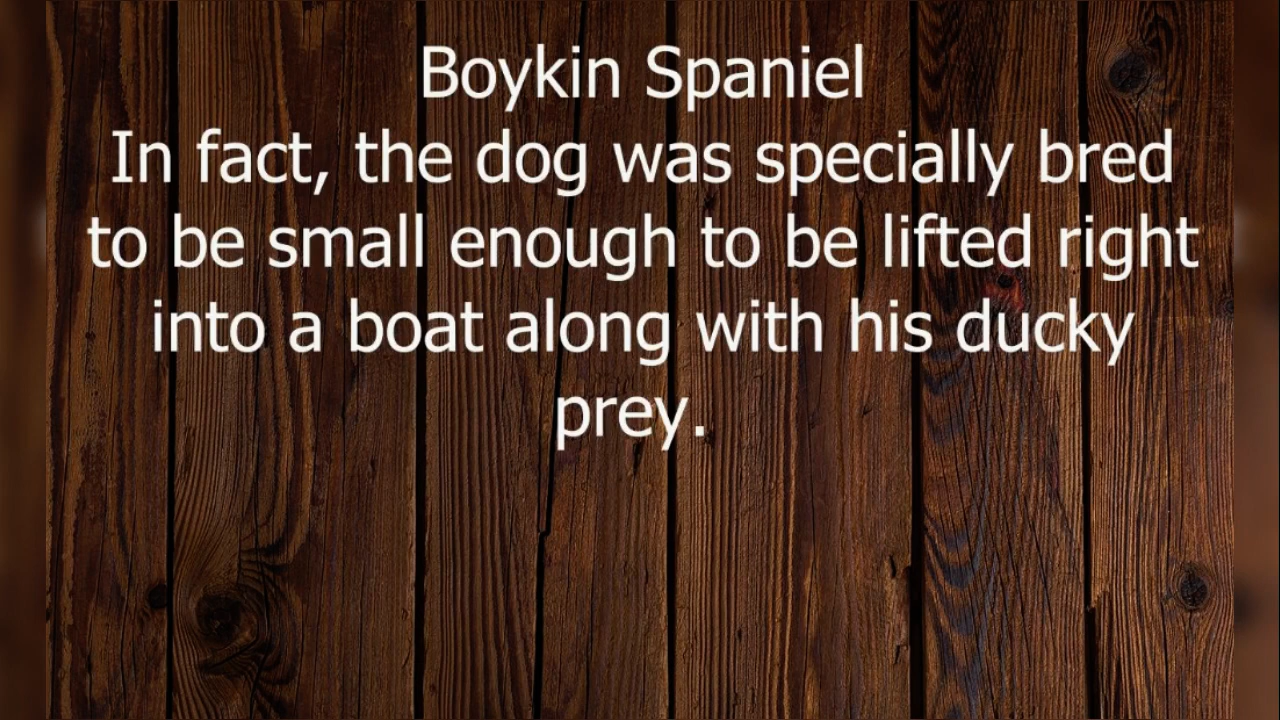 Boykin Spaniel
In fact, the dog was specially bred
to be small enough to be lifted right
into a boat along with his ducky
prey.